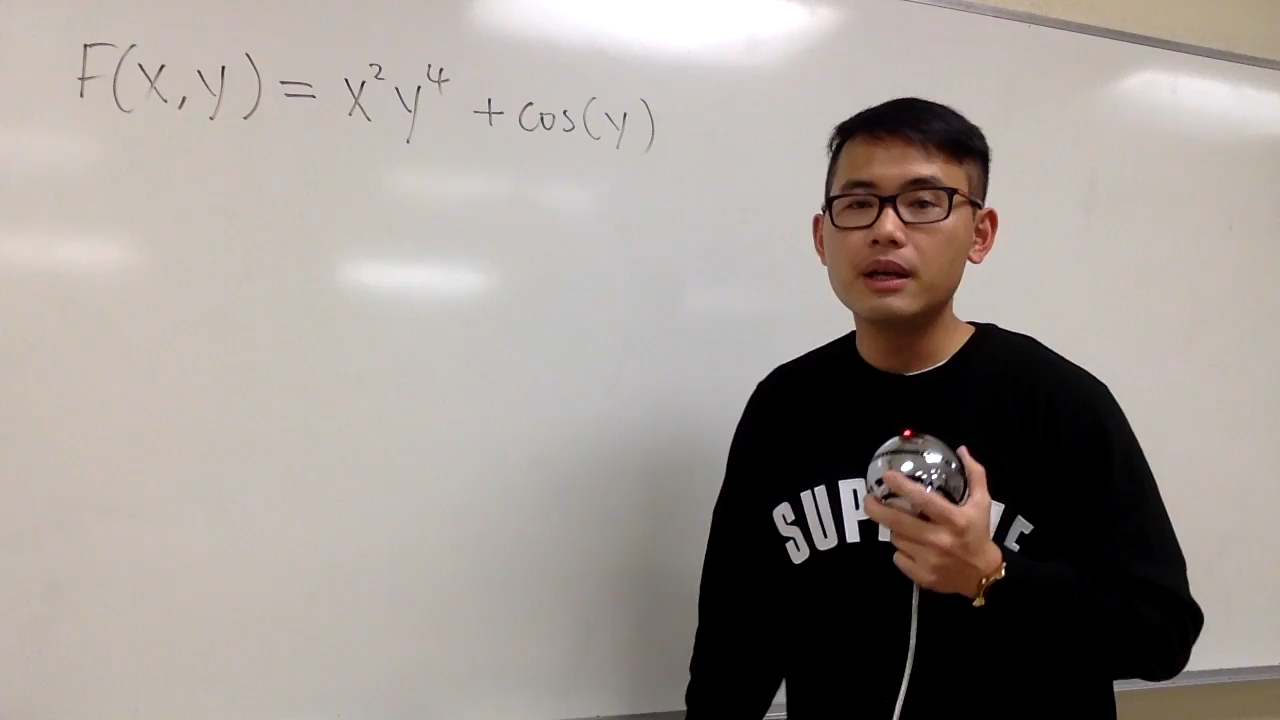 F(x,y) = x²y⁴ + cos(y)